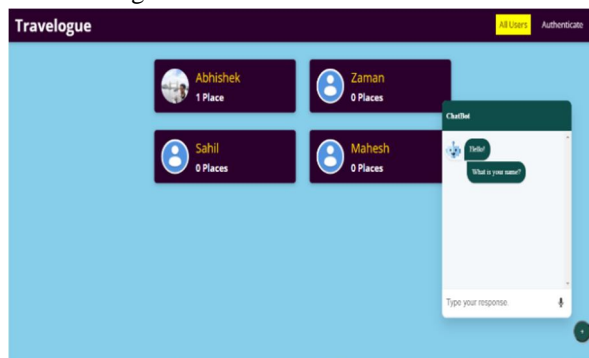 Travelogue
All Users
Authenticate
Abhishek
1 Place
Zaman
0 Places
Sahil
0 Places
Mahesh
0 Places
ChatBot
Hello!
What is your name?
Type your response.